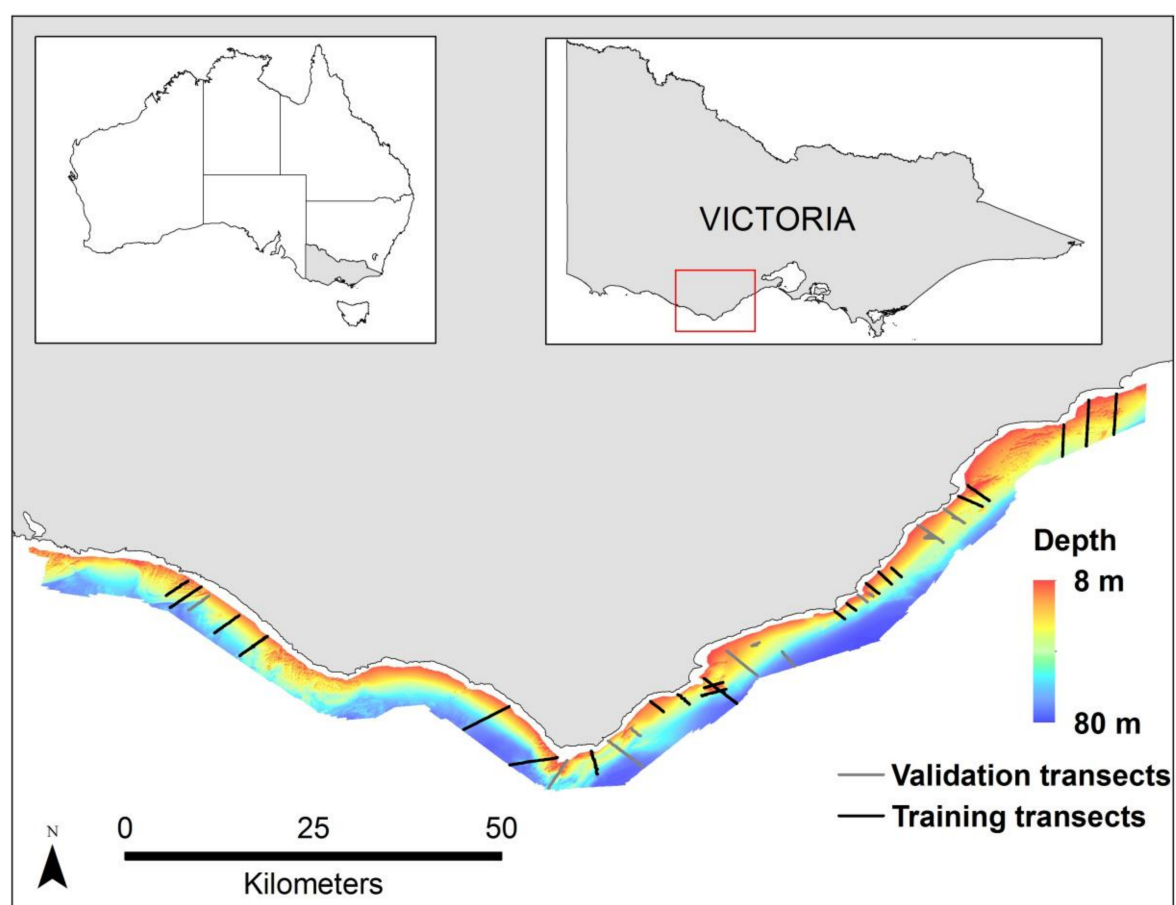 VICTORIA
Depth
8 m
80 m
Validation transects
Training transects
N
0 25 50
Kilometers